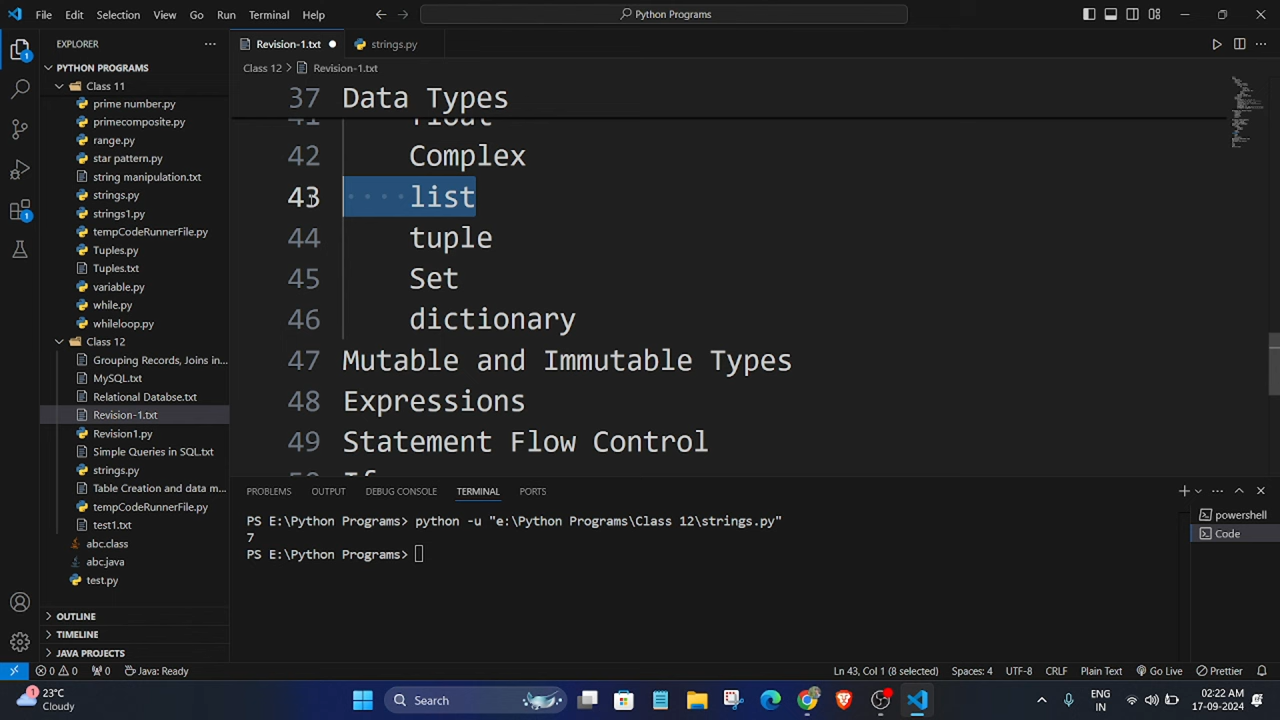 File Edit Selection View Go Run Terminal Help
Python Programs
EXPLORER
PYTHON PROGRAMS
Class 11
prime number.py
primecomposite.py
range.py
star pattern.py
string manipulation.txt
strings.py
strings1.py
tempCodeRunnerFile.py
Tuples.py
Tuples.txt
variable.py
while.py
whileloop.py
Class 12
Grouping Records, Joins in...
MySQL.txt
Relational Databse.txt
Revision-1.txt
Revision1.py
Simple Queries in SQL.txt
strings.py
Table Creation and data m...
tempCodeRunnerFile.py
test1.txt
abc.class
abc.java
test.py
OUTLINE
TIMELINE
JAVA PROJECTS
1
1
Revision-1.txt
strings.py
Class 12 > Revision-1.txt
37 Data Types
41 float
42 Complex
43 list
44 tuple
45 Set
46 dictionary
47 Mutable and Immutable Types
48 Expressions
49 Statement Flow Control
PROBLEMS OUTPUT DEBUG CONSOLE TERMINAL PORTS
PS E:\Python Programs> python -u "e:\Python Programs\Class 12\strings.py"
7
PS E:\Python Programs>
powershell
Code
0 0 0 Java: Ready
Ln 43, Col 1 (8 selected) Spaces: 4 UTF-8 CRLF Plain Text Go Live Prettier
1
23°C
Cloudy
Search
ENG
IN
02:22 AM
17-09-2024